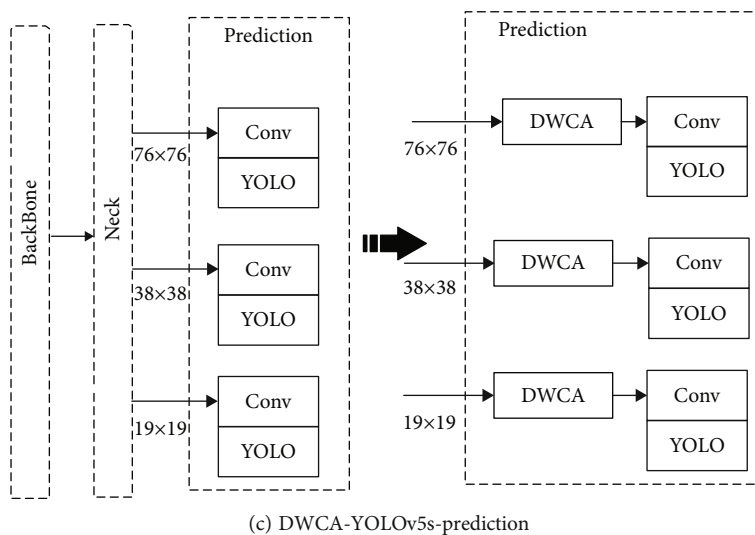 BackBone
Neck
Prediction
76×76
Conv
YOLO
38×38
Conv
YOLO
19×19
Conv
YOLO
Prediction
76×76
DWCA
Conv
YOLO
38×38
DWCA
Conv
YOLO
19×19
DWCA
Conv
YOLO
(c) DWCA-YOLOv5s-prediction